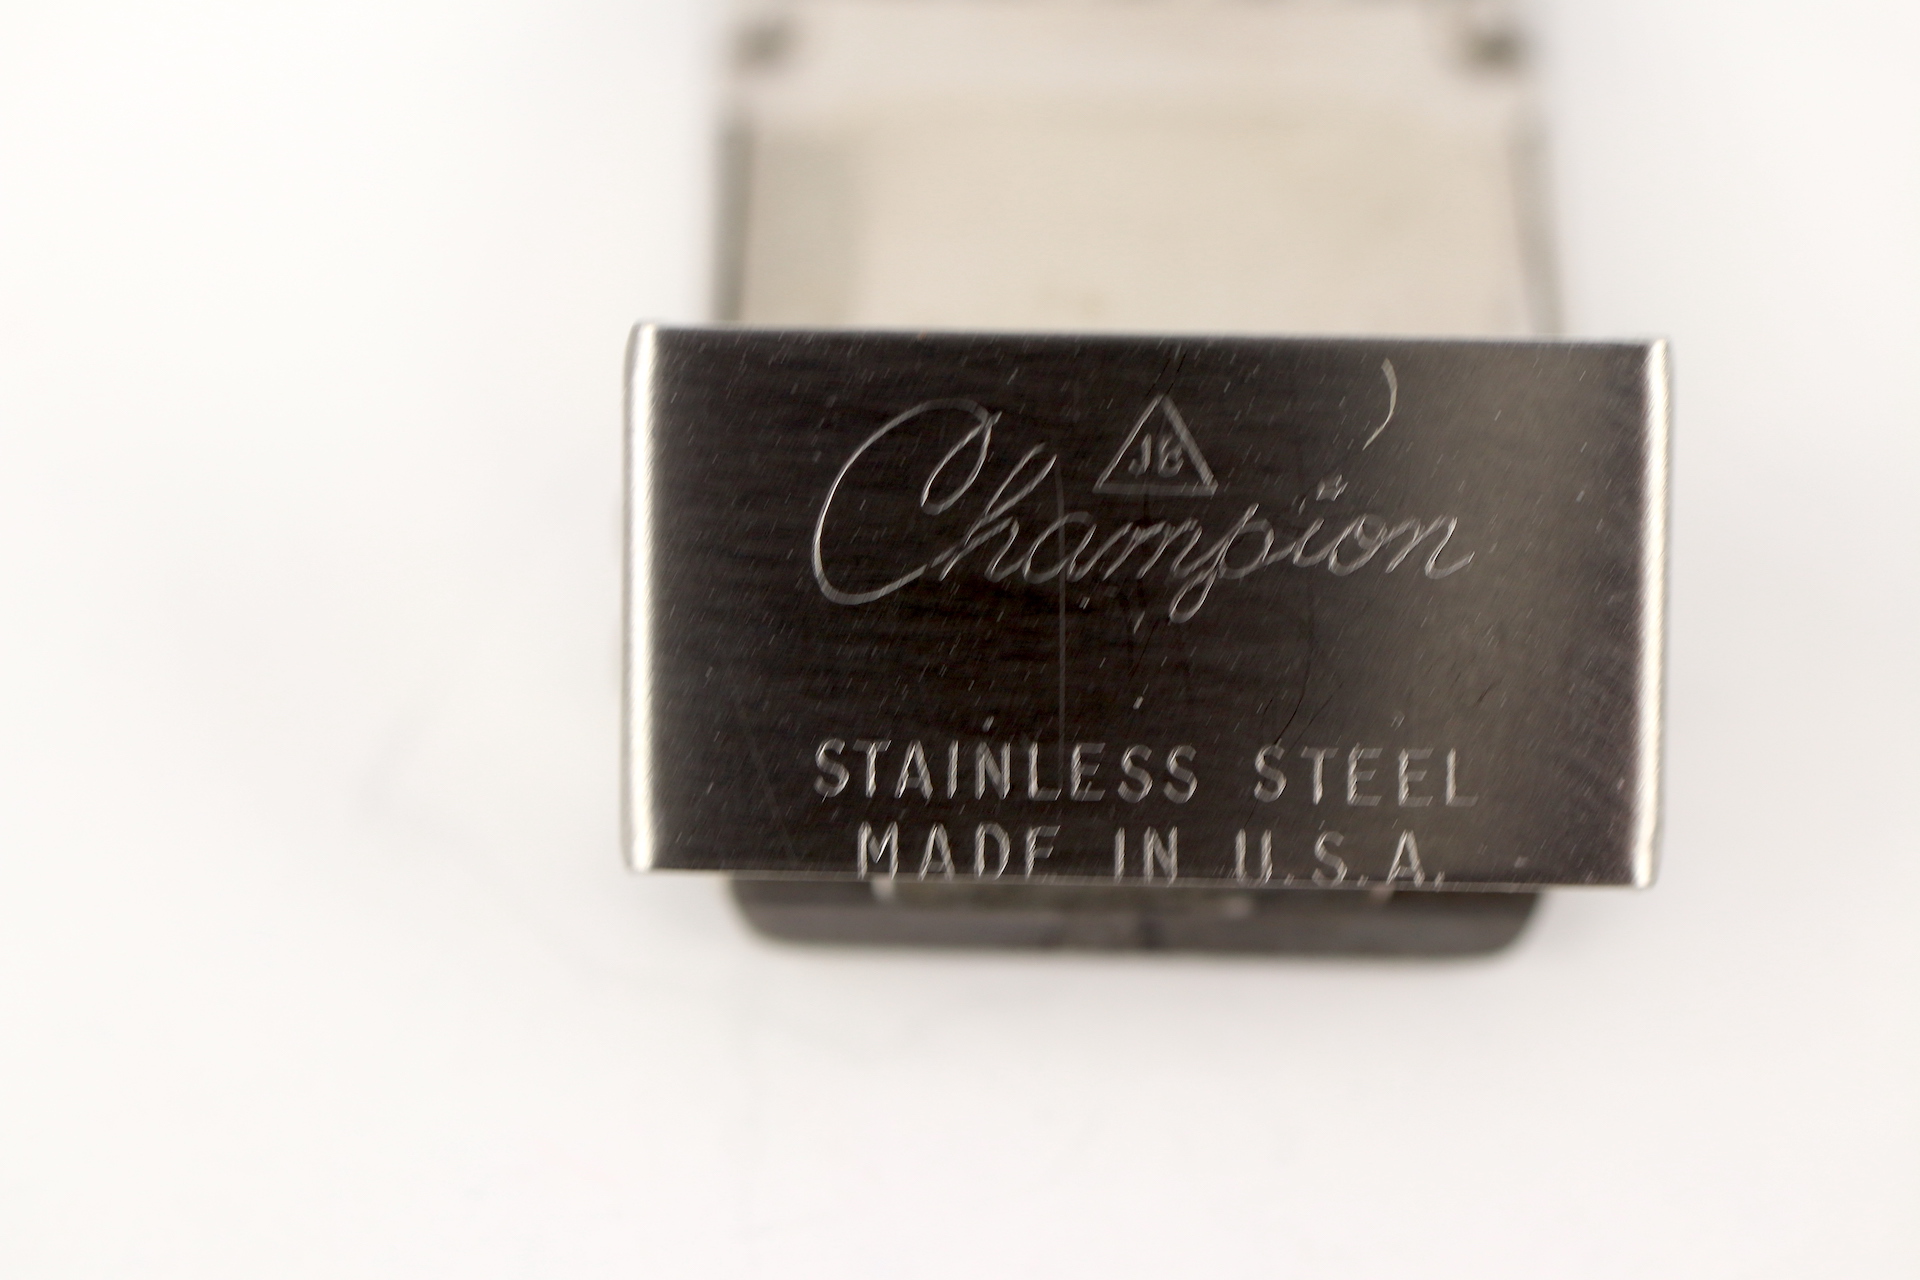 JB
Champion
STAINLESS STEEL
MADE IN U.S.A.